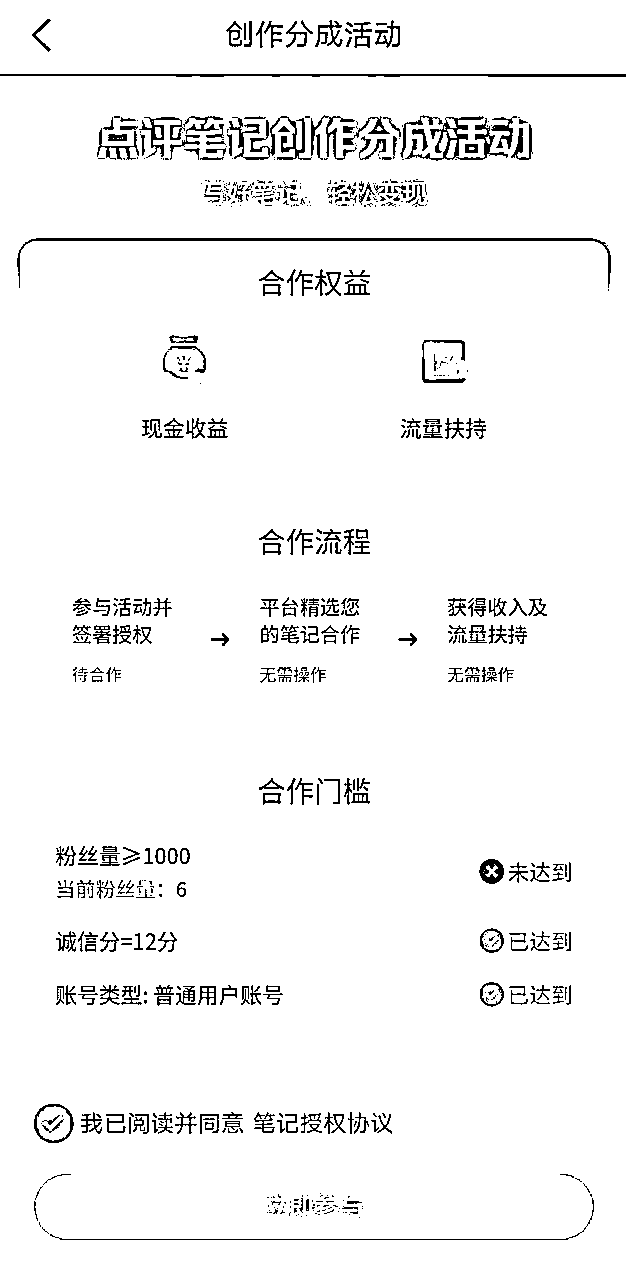 创作分成活动
点评笔记创作分成活动
写好笔记，轻松变现
合作权益
现金收益
流量扶持
合作流程
参与活动并
签署授权
待合作
平台精选您
的笔记合作
无需操作
获得收入及
流量扶持
无需操作
合作门槛
粉丝量≥1000
当前粉丝量：6
未达到
诚信分=12分
已达到
账号类型: 普通用户账号
已达到
我已阅读并同意 笔记授权协议
立即参与